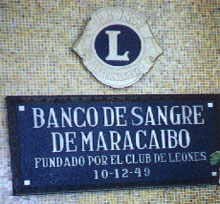 L
BANCO DE SANGRE
DE MARACAIBO
FUNDADO POR EL CLUB DE LEONES
10-12-49